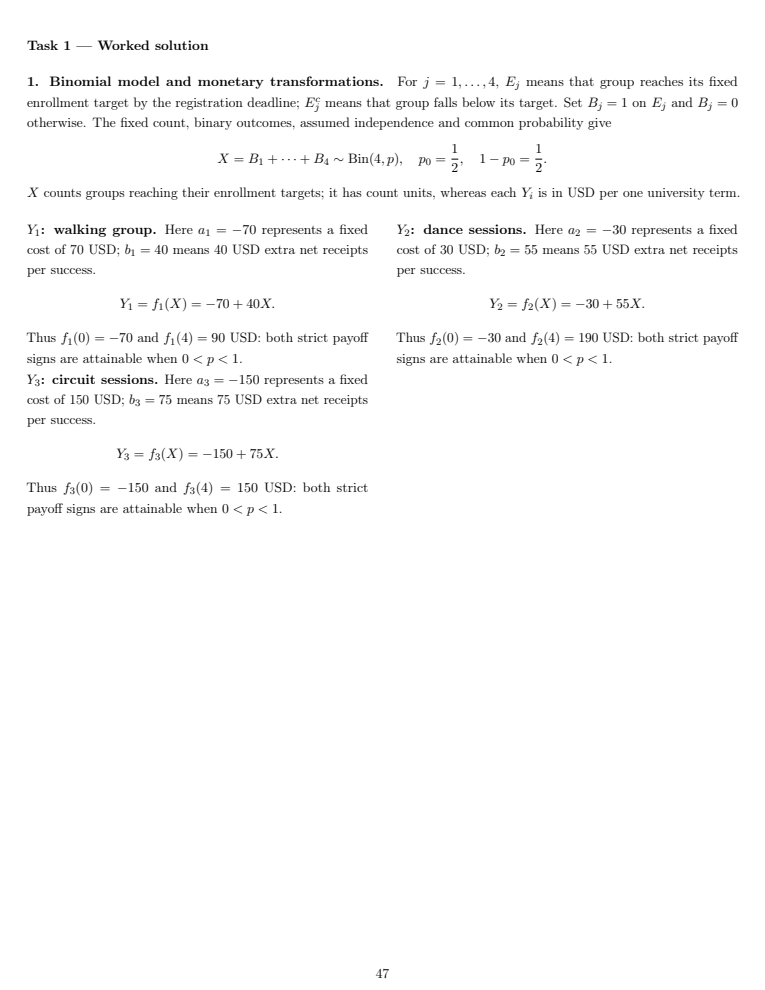 Task 1 — Worked solution
1. Binomial model and monetary transformations. For j = 1, . . . , 4, E_j means that group reaches its fixed
enrollment target by the registration deadline; E_j^c means that group falls below its target. Set B_j = 1 on E_j and B_j = 0
otherwise. The fixed count, binary outcomes, assumed independence and common probability give
X = B_1 + · · · + B_4 ∼ Bin(4, p), p_0 = 1/2, 1 − p_0 = 1/2.
X counts groups reaching their enrollment targets; it has count units, whereas each Y_i is in USD per one university term.
Y_1: walking group. Here a_1 = −70 represents a fixed
cost of 70 USD; b_1 = 40 means 40 USD extra net receipts
per success.
Y_1 = f_1(X) = −70 + 40X.
Thus f_1(0) = −70 and f_1(4) = 90 USD: both strict payoff
signs are attainable when 0 < p < 1.
Y_3: circuit sessions. Here a_3 = −150 represents a fixed
cost of 150 USD; b_3 = 75 means 75 USD extra net receipts
per success.
Y_3 = f_3(X) = −150 + 75X.
Thus f_3(0) = −150 and f_3(4) = 150 USD: both strict
payoff signs are attainable when 0 < p < 1.
Y_2: dance sessions. Here a_2 = −30 represents a fixed
cost of 30 USD; b_2 = 55 means 55 USD extra net receipts
per success.
Y_2 = f_2(X) = −30 + 55X.
Thus f_2(0) = −30 and f_2(4) = 190 USD: both strict payoff
signs are attainable when 0 < p < 1.
47